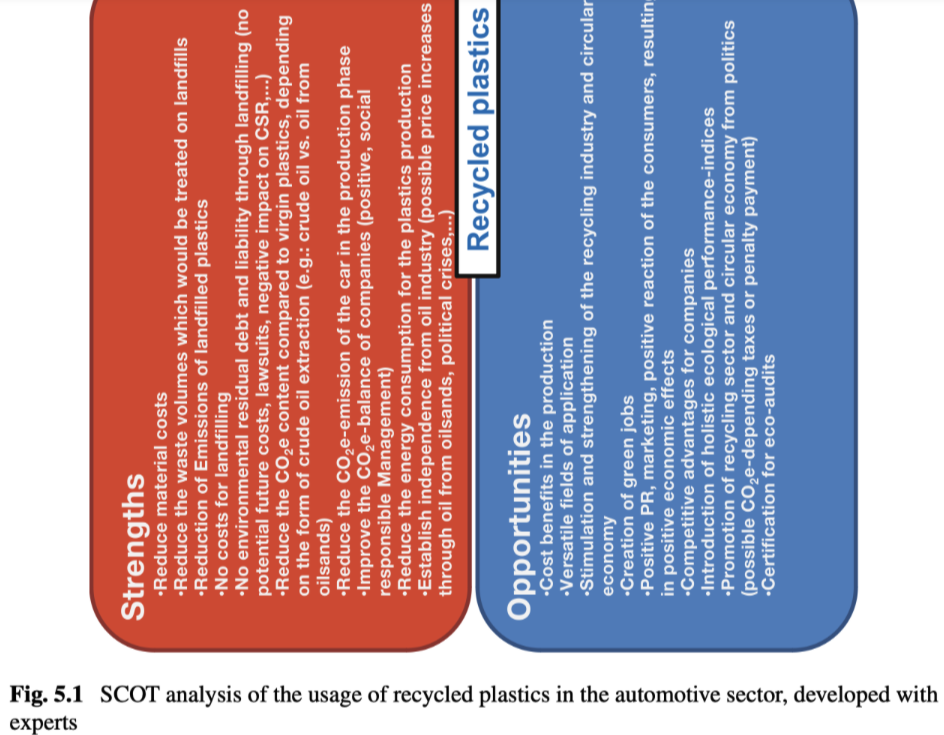 Strengths
•Reduce material costs
•Reduce the waste volumes which would be treated on landfills
•Reduction of Emissions of landfilled plastics
•No costs for landfilling
•No environmental residual debt and liability through landfilling (no
potential future costs, lawsuits, negative impact on CSR,...)
•Reduce the CO₂e content compared to virgin plastics, depending
on the form of crude oil extraction (e.g.: crude oil vs. oil from
oilsands)
•Reduce the CO₂e-emission of the car in the production phase
•Improve the CO₂e-balance of companies (positive, social
responsible Management)
•Reduce the energy consumption for the plastics production
•Establish independence from oil industry (possible price increases
through oil from oilsands, political crises,...)
Recycled plastics
Opportunities
•Cost benefits in the production
•Versatile fields of application
•Stimulation and strengthening of the recycling industry and circular
economy
•Creation of green jobs
•Positive PR, marketing, positive reaction of the consumers,
in positive economic effects
•Competitive advantages for companies
•Introduction of holistic ecological performance-indices
•Promotion of recycling sector and circular economy from politics
(possible CO₂e-depending taxes or penalty payment)
•Certification for eco-audits
Fig. 5.1 SCOT analysis of the usage of recycled plastics in the automotive sector, developed with
experts